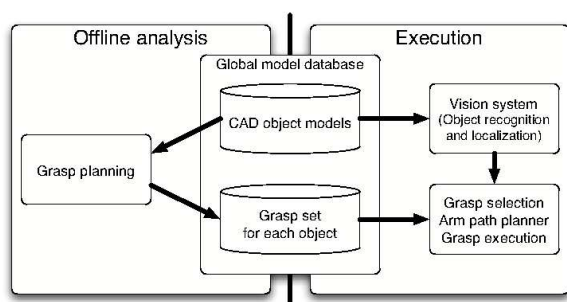 Offline analysis
Execution
Global model database
CAD object models
Vision system
(Object recognition
and localization)
Grasp planning
Grasp set
for each object
Grasp selection
Arm path planner
Grasp execution